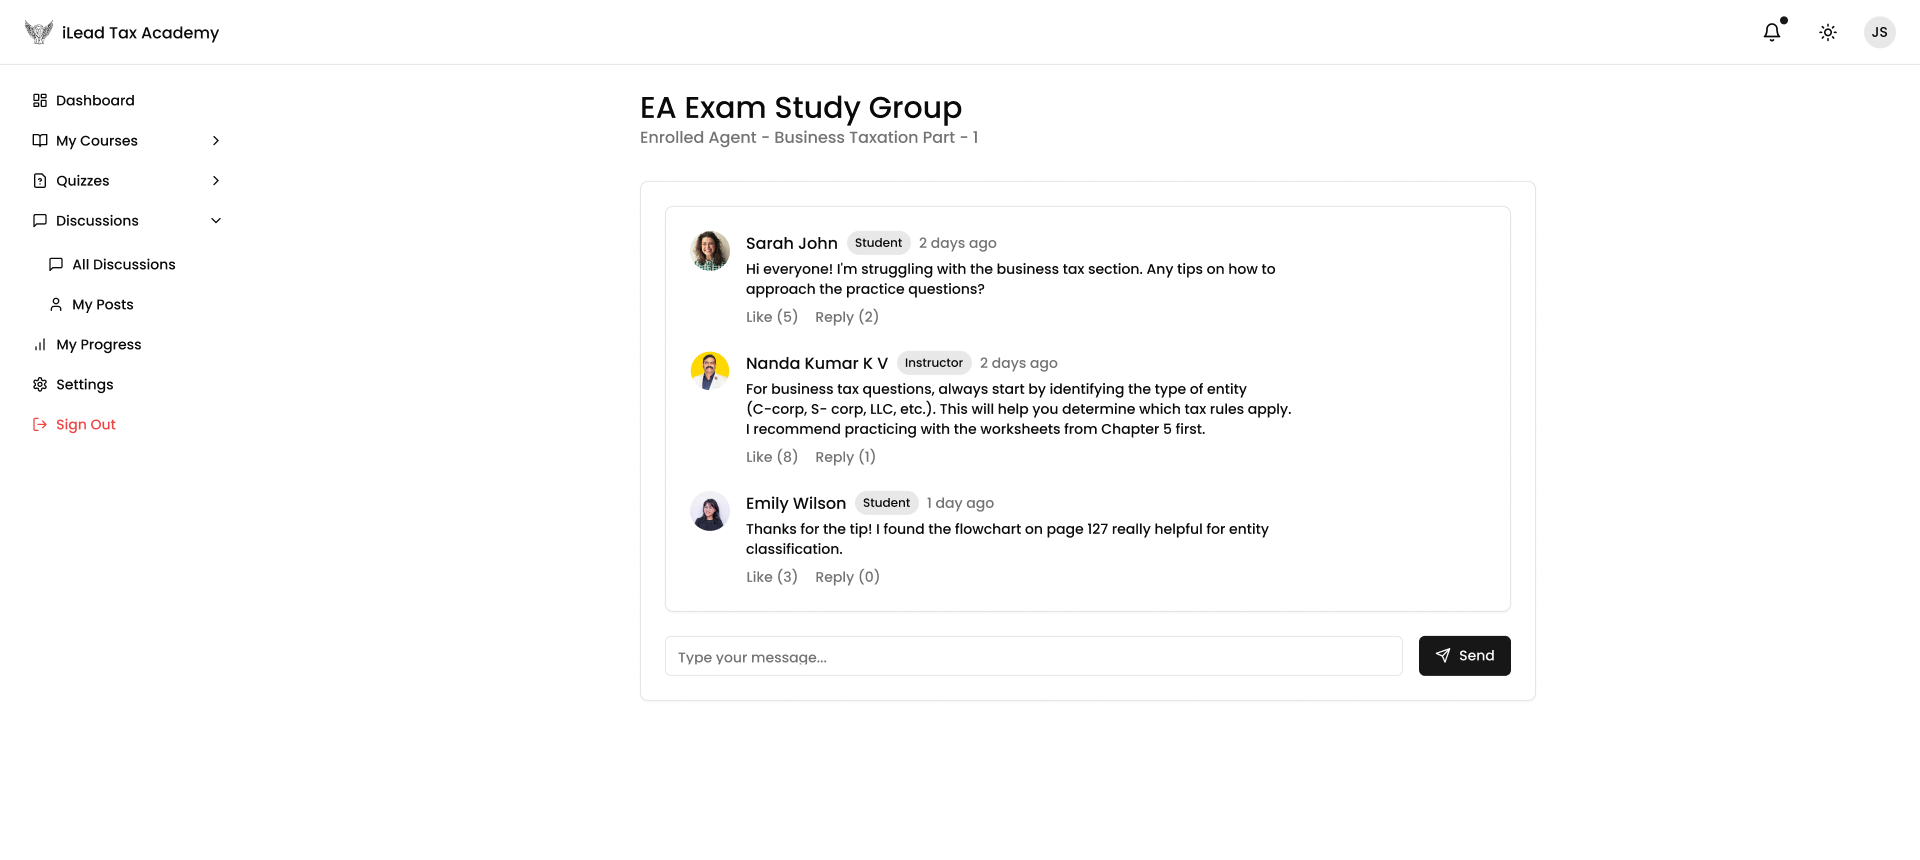 iLead Tax Academy
JS
Dashboard
My Courses
Quizzes
Discussions
All Discussions
My Posts
My Progress
Settings
Sign Out
EA Exam Study Group
Enrolled Agent - Business Taxation Part - 1
Sarah John Student 2 days ago
Hi everyone! I'm struggling with the business tax section. Any tips on how to
approach the practice questions?
Like (5) Reply (2)
Nanda Kumar K V Instructor 2 days ago
For business tax questions, always start by identifying the type of entity
(C-corp, S- corp, LLC, etc.). This will help you determine which tax rules apply.
I recommend practicing with the worksheets from Chapter 5 first.
Like (8) Reply (1)
Emily Wilson Student 1 day ago
Thanks for the tip! I found the flowchart on page 127 really helpful for entity
classification.
Like (3) Reply (0)
Type your message...
Send